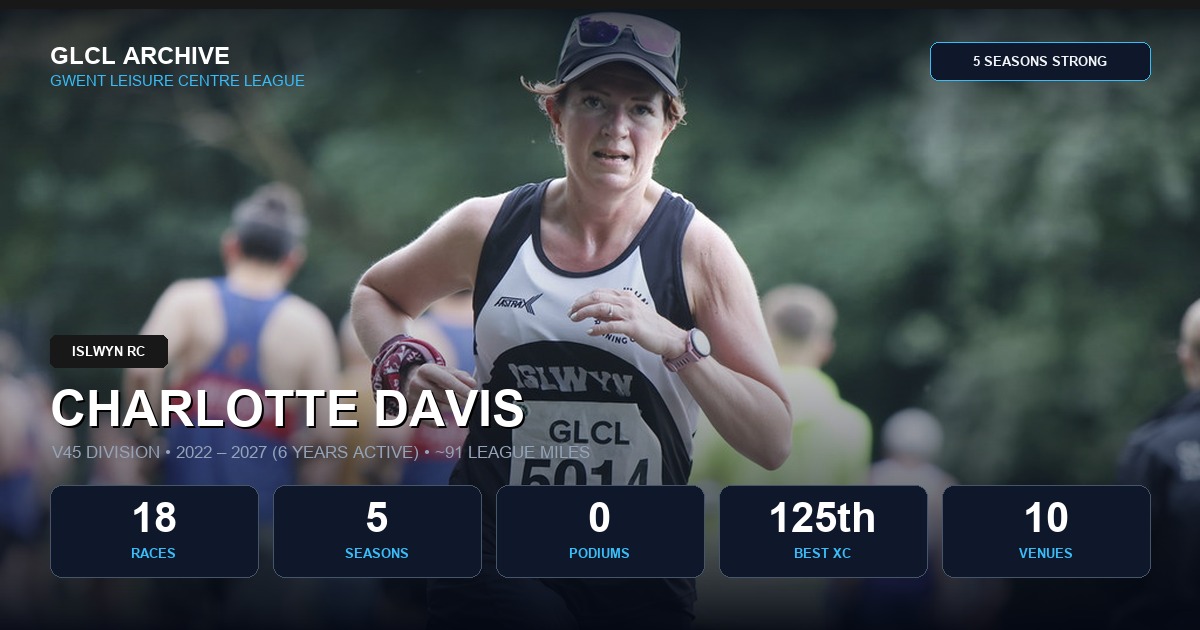 GLCL ARCHIVE
GWENT LEISURE CENTRE LEAGUE
5 SEASONS STRONG
FASTRAX
ISLWYN
GLCL
5014
ISLWYN RC
CHARLOTTE DAVIS
V45 DIVISION • 2022 – 2027 (6 YEARS ACTIVE) • ~91 LEAGUE MILES
18
RACES
5
SEASONS
0
PODIUMS
125th
BEST XC
10
VENUES